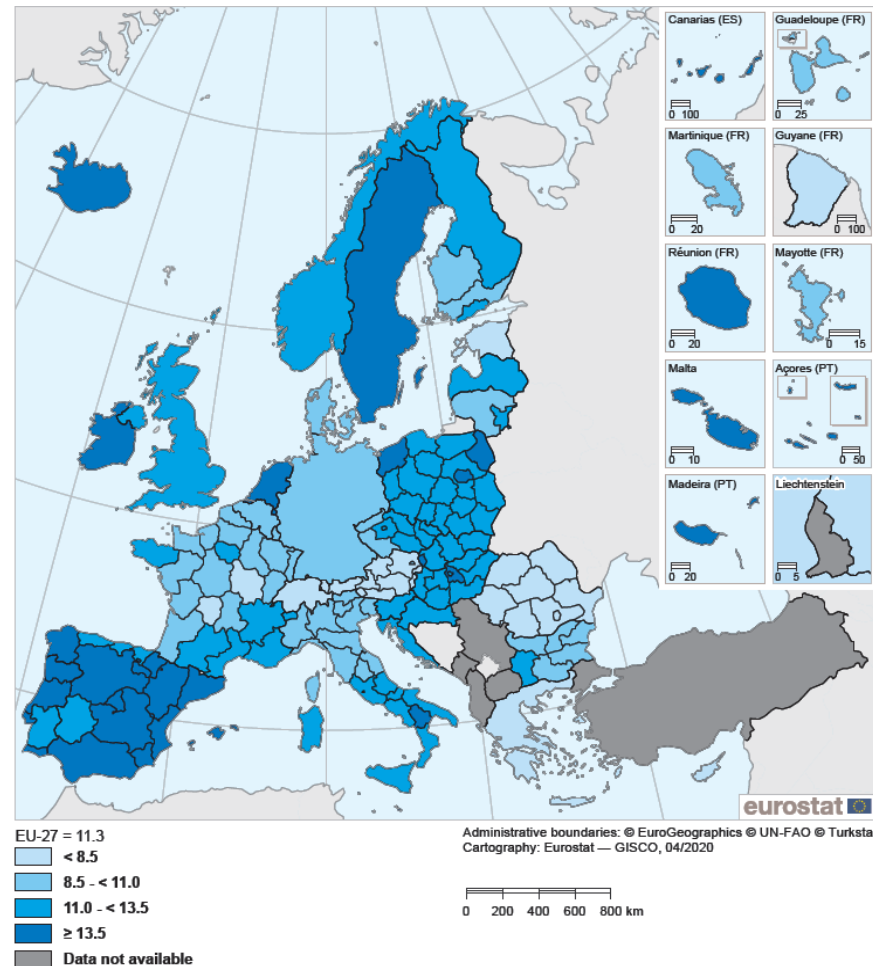 Canarias (ES)
0 100
Guadeloupe (FR)
0 25
Martinique (FR)
0 20
Guyane (FR)
0 100
Réunion (FR)
0 20
Mayotte (FR)
0 15
Malta
0 10
Açores (PT)
0 50
Madeira (PT)
0 20
Liechtenstein
0 5
eurostat
EU-27 = 11.3
< 8.5
8.5 - < 11.0
11.0 - < 13.5
≥ 13.5
Data not available
Administrative boundaries: © EuroGeographics © UN-FAO © Turksta
Cartography: Eurostat — GISCO, 04/2020
0 200 400 600 800 km